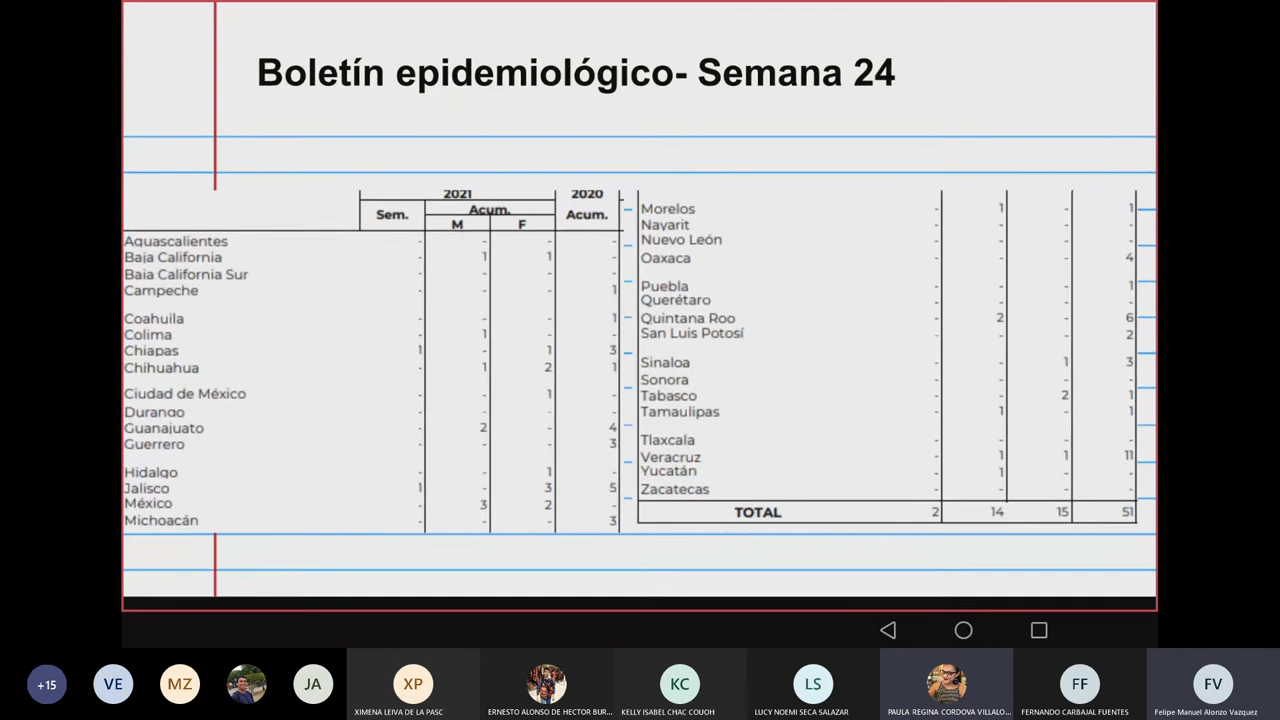 Boletín epidemiológico- Semana 24
2021 2020
Sem. Acum. Acum.
M F
Aguascalientes - - - -
Baja California - 1 1 -
Baja California Sur - - - -
Campeche - - - 1
Coahuila - - - 1
Colima - 1 - -
Chiapas 1 - 1 3
Chihuahua - 1 2 1
Ciudad de México - - 1 -
Durango - - - -
Guanajuato - 2 - 4
Guerrero - - - 3
Hidalgo - - 1 -
Jalisco 1 - 3 5
México - 3 2 -
Michoacán - - - 3
Morelos - 1 - 1
Nayarit - - - -
Nuevo León - - - -
Oaxaca - - - 4
Puebla - - - 1
Querétaro - - - -
Quintana Roo - 2 - 6
San Luis Potosí - - - 2
Sinaloa - - 1 3
Sonora - - - -
Tabasco - - 2 1
Tamaulipas - 1 - 1
Tlaxcala - - - -
Veracruz - 1 1 11
Yucatán - 1 - -
Zacatecas - - - -
TOTAL 2 14 15 51
+15 VE MZ JA XP KC LS FF FV
XIMENA LEIVA DE LA PASC
ERNESTO ALONSO DE HECTOR BUR...
KELLY ISABEL CHAC COUOH
LUCY NOEMI SECA SALAZAR
PAULA REGINA CORDOVA VILLALO...
FERNANDO CARBAJAL FUENTES
Felipe Manuel Alonzo Vazquez